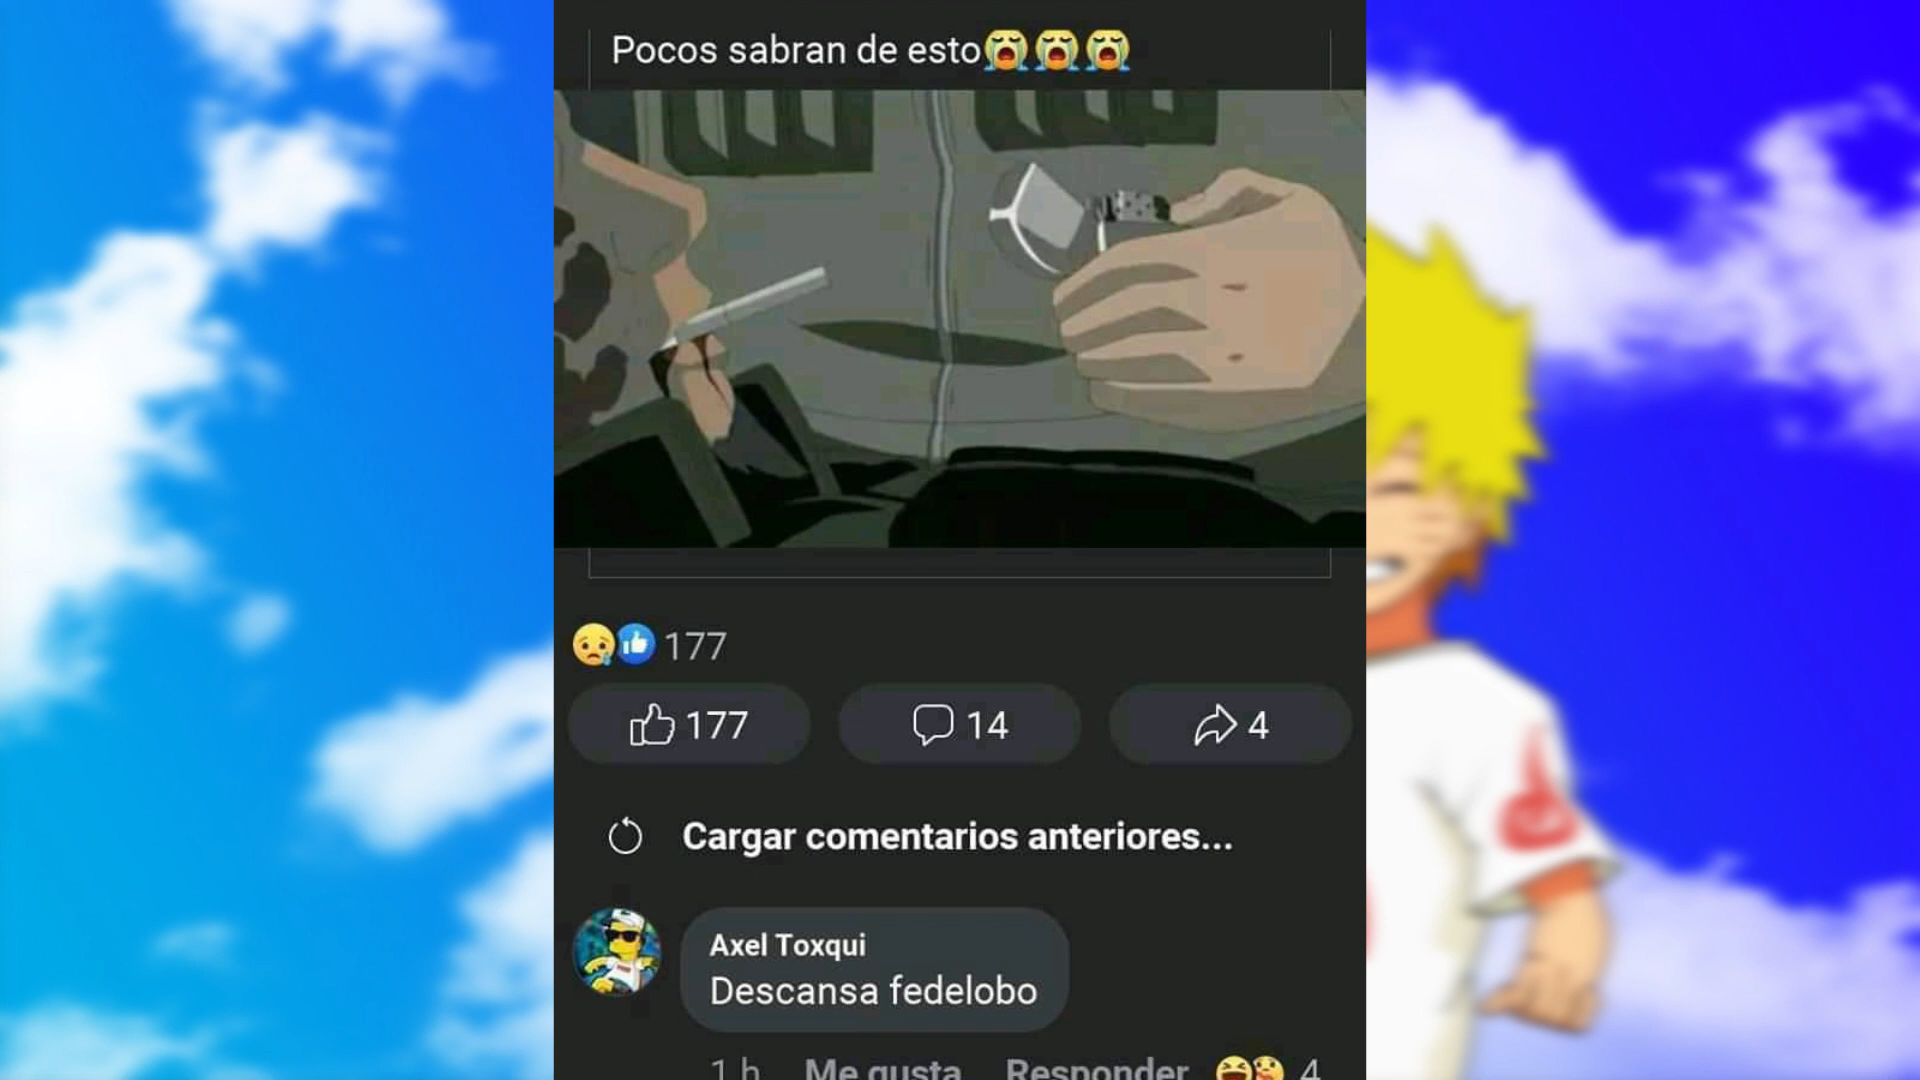 Pocos sabran de esto😭😭😭
177
177
14
4
Cargar comentarios anteriores...
Axel Toxqui
Descansa fedelobo
1 h Me gusta Responder 4